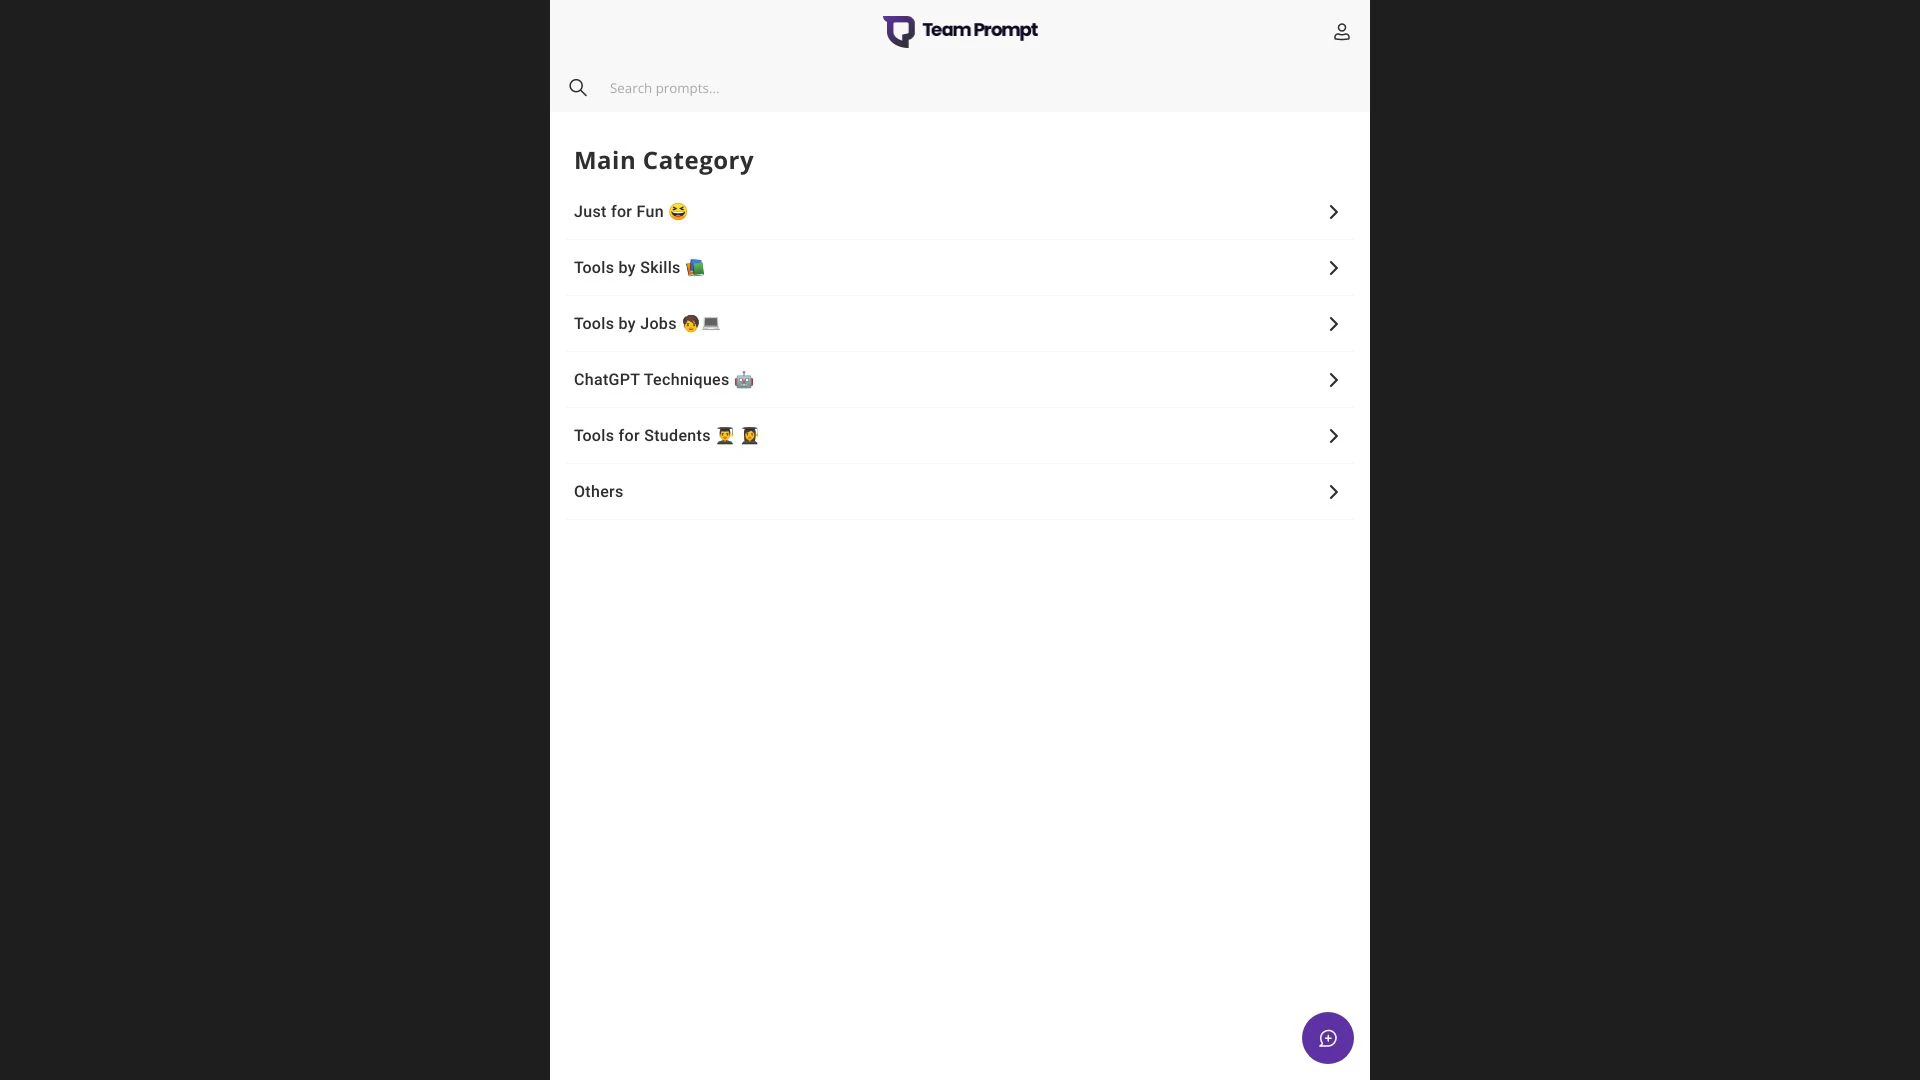 Team Prompt
Search prompts...
Main Category
Just for Fun 😆
Tools by Skills 📚
Tools by Jobs 🧑💻
ChatGPT Techniques 🤖
Tools for Students 👨‍🎓 👩‍🎓
Others